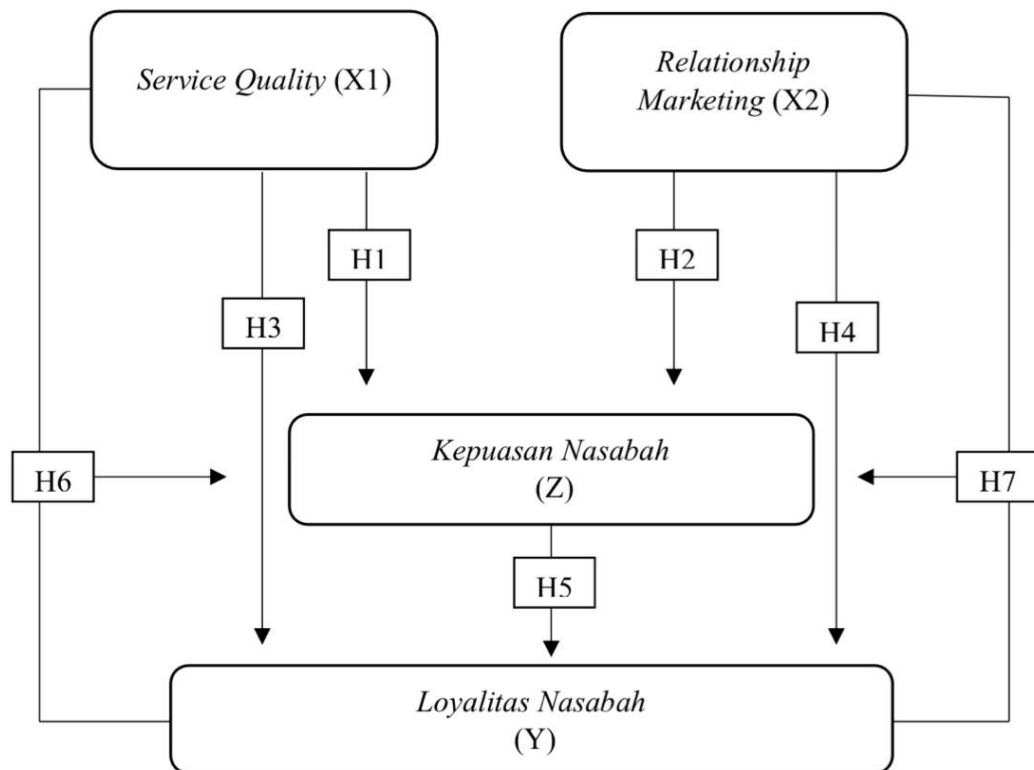 Service Quality (X1)
Relationship
Marketing (X2)
H1
H2
H3
H4
Kepuasan Nasabah
(Z)
H6
H7
H5
Loyalitas Nasabah
(Y)